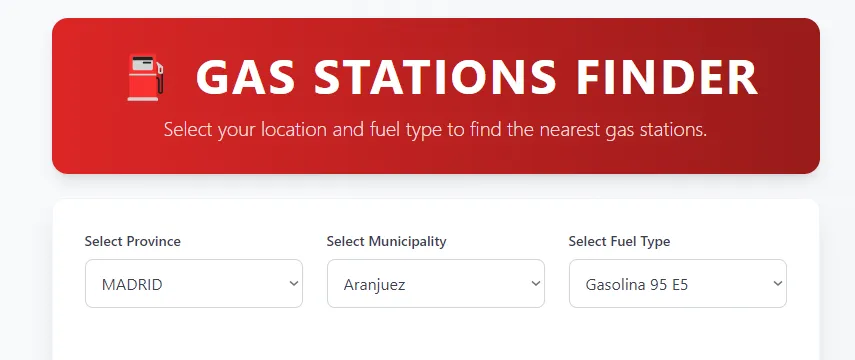 GAS STATIONS FINDER
Select your location and fuel type to find the nearest gas stations.
Select Province
Select Municipality
Select Fuel Type
MADRID
Aranjuez
Gasolina 95 E5